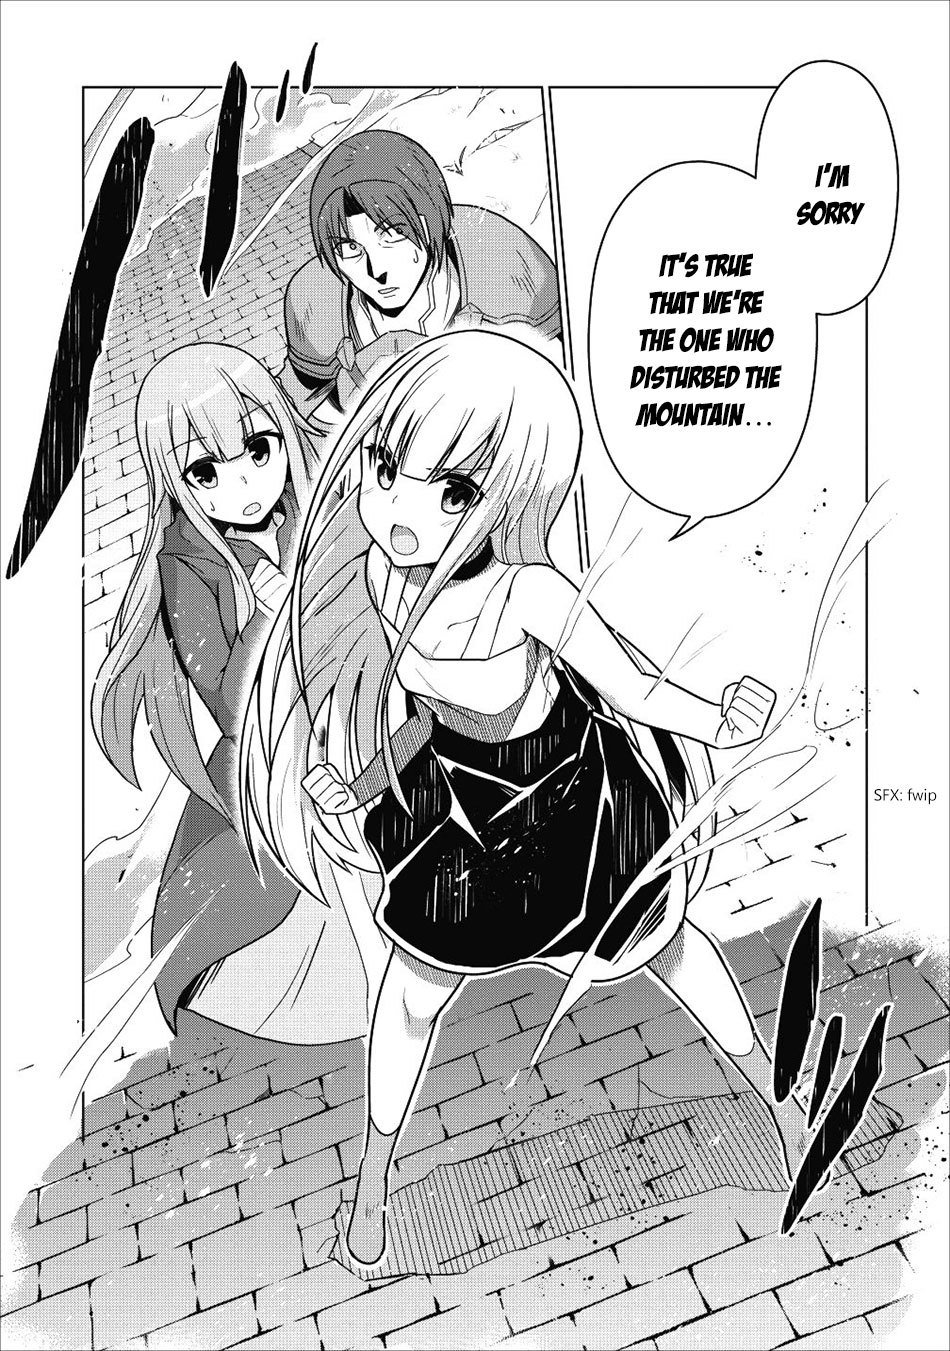 I'M
SORRY
IT'S TRUE
THAT WE'RE
THE ONE WHO
DISTURBED THE
MOUNTAIN...
SFX: fwip